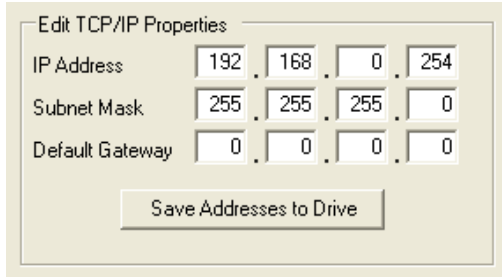 Edit TCP/IP Properties
IP Address 192 . 168 . 0 . 254
Subnet Mask 255 . 255 . 255 . 0
Default Gateway 0 . 0 . 0 . 0
Save Addresses to Drive